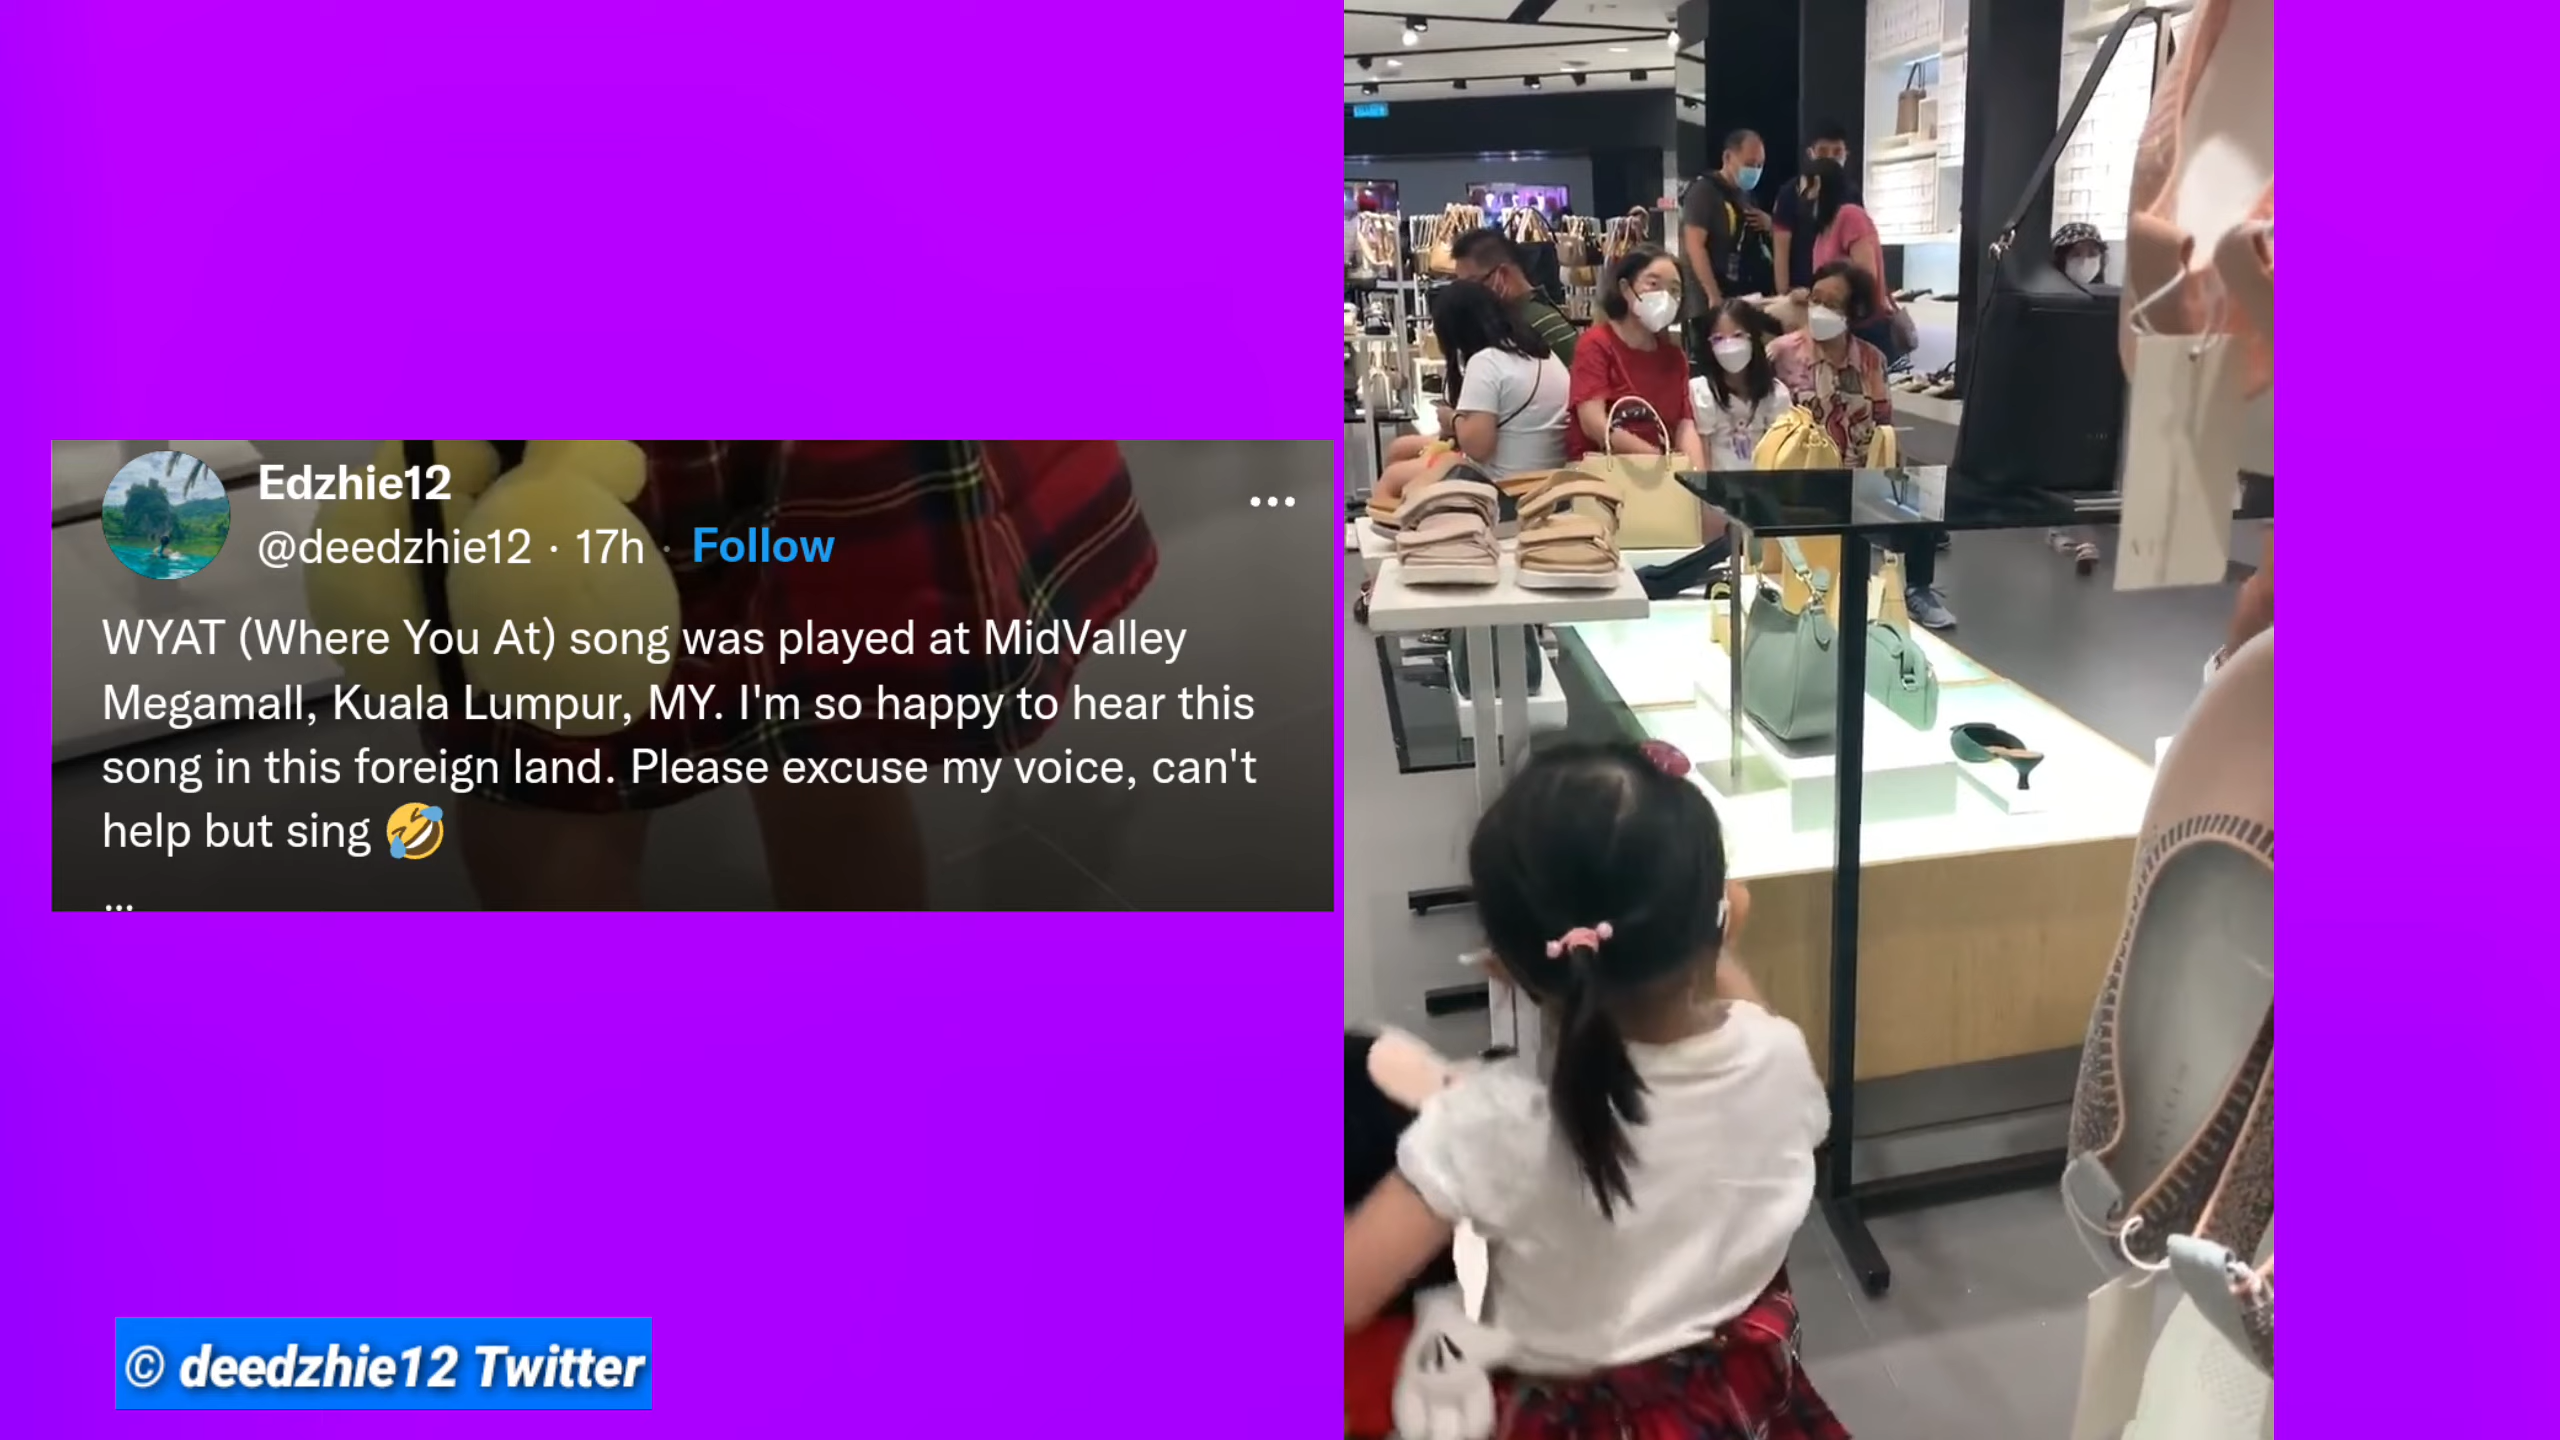 Edzhie12
@deedzhie12 · 17h · Follow
WYAT (Where You At) song was played at MidValley
Megamall, Kuala Lumpur, MY. I'm so happy to hear this
song in this foreign land. Please excuse my voice, can't
help but sing 🤣
...
© deedzhie12 Twitter